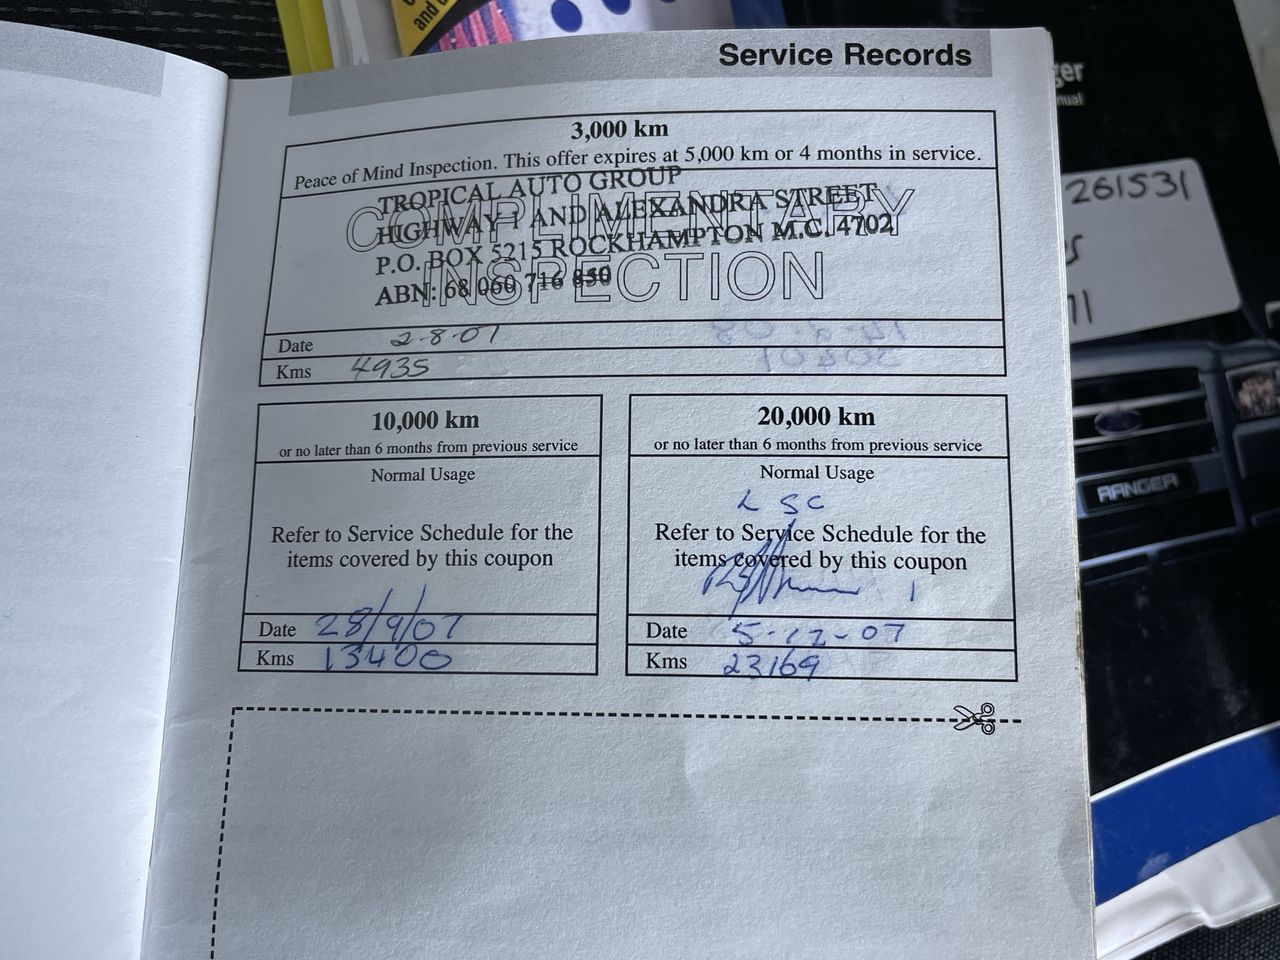 and
Service Records
3,000 km
Peace of Mind Inspection. This offer expires at 5,000 km or 4 months in service.
COMPLIMENTARY
INSPECTION
TROPICAL AUTO GROUP
HIGHWAY 1 AND ALEXANDRA STREET
P.O. BOX 5215 ROCKHAMPTON M.C. 4702
ABN: 68 060 716 850
Date 2-8-07
Kms 4935
10,000 km
or no later than 6 months from previous service
Normal Usage
Refer to Service Schedule for the
items covered by this coupon
Date 28/9/07
Kms 13400
20,000 km
or no later than 6 months from previous service
Normal Usage
L S C
Refer to Service Schedule for the
items covered by this coupon
Date 5-12-07
Kms 23169
261531
RANGER